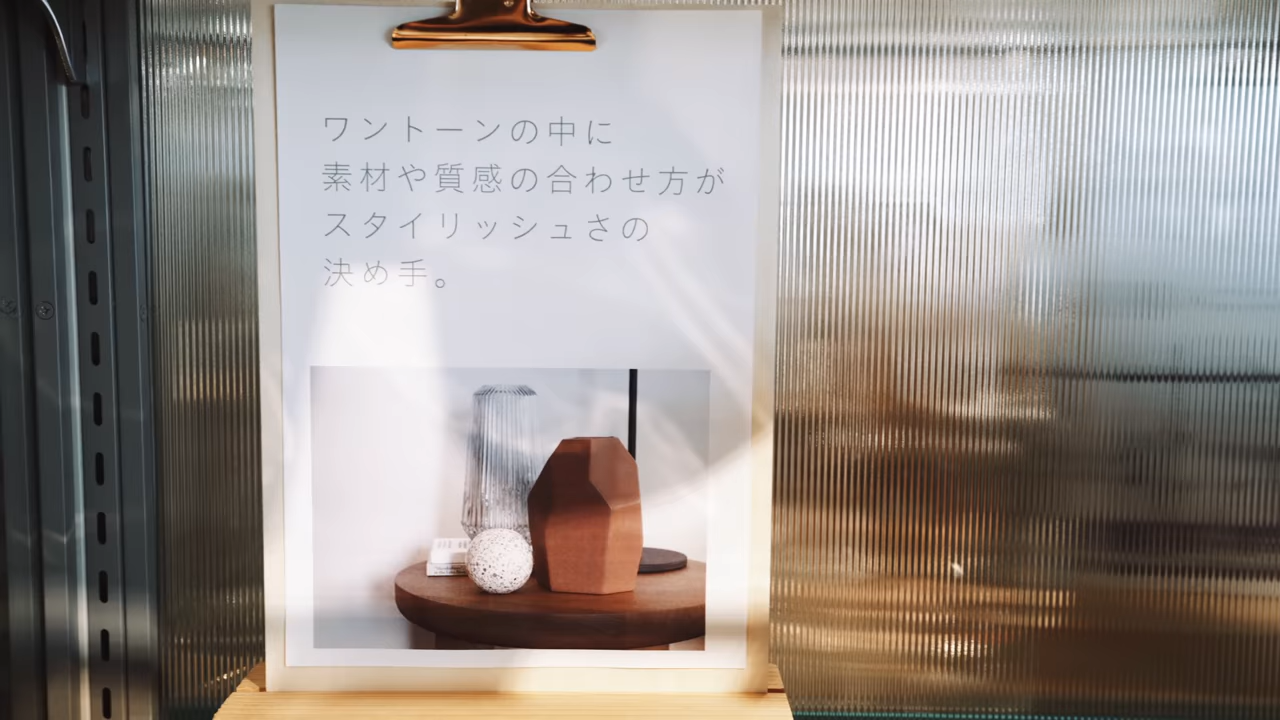 ワントーンの中に
素材や質感の合わせ方が
スタイリッシュさの
決め手。